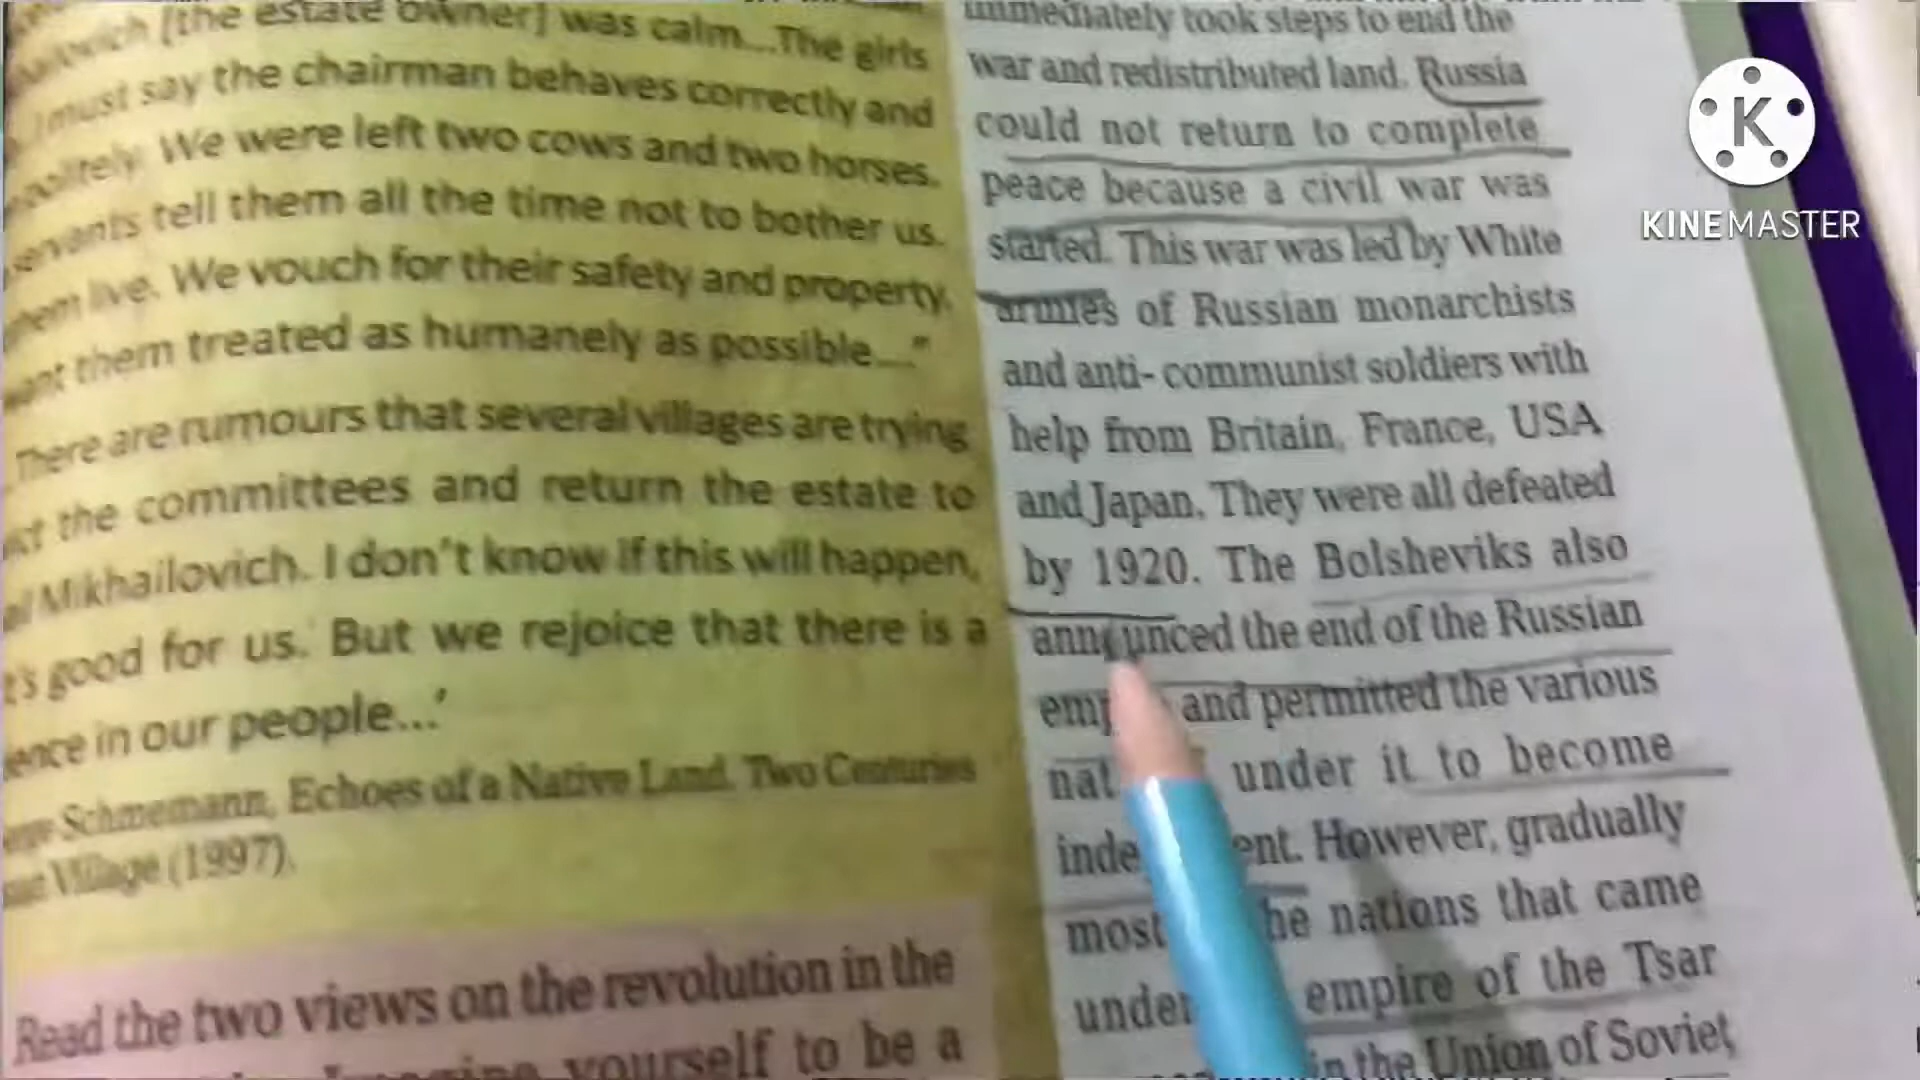 [the estate owner] was calm....The girls
I must say the chairman behaves correctly and
politely. We were left two cows and two horses.
servants tell them all the time not to bother us.
them live. We vouch for their safety and property.
want them treated as humanely as possible...."
There are rumours that several villages are trying
the committees and return the estate to
Mikhailovich. I don't know if this will happen,
it's good for us. But we rejoice that there is a
in our people...'
Schmemann, Echoes of a Native Land. Two Centuries
Village (1997).
Read the two views on the revolution in the
yourself to be a
immediately took steps to end the
war and redistributed land. Russia
could not return to complete
peace because a civil war was
started. This war was led by White
armies of Russian monarchists
and anti- communist soldiers with
help from Britain, France, USA
and Japan. They were all defeated
by 1920. The Bolsheviks also
announced the end of the Russian
and permitted the various
under it to become
However, gradually
most the nations that came
under empire of the Tsar
in the Union of Soviet
KINEMASTER